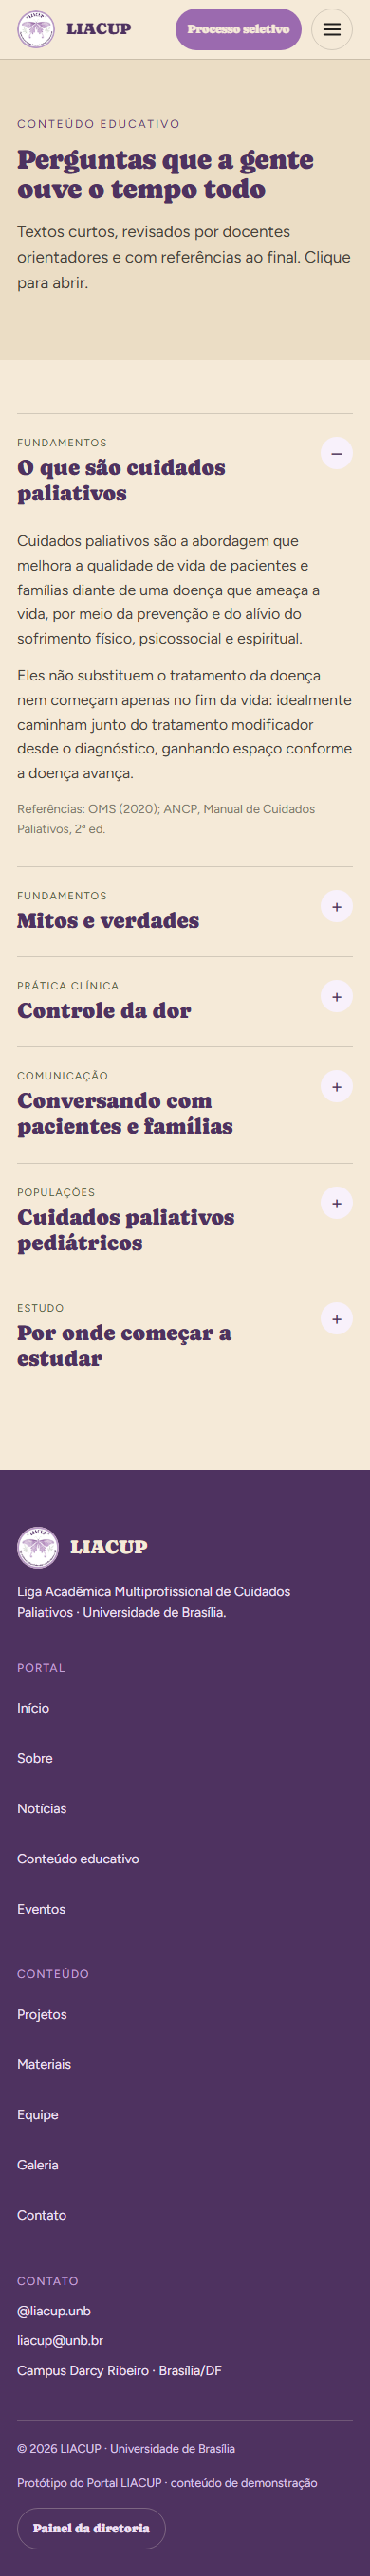 LIACUP
Processo seletivo
CONTEÚDO EDUCATIVO
Perguntas que a gente
ouve o tempo todo
Textos curtos, revisados por docentes
orientadores e com referências ao final. Clique
para abrir.
FUNDAMENTOS
O que são cuidados
paliativos
–
Cuidados paliativos são a abordagem que
melhora a qualidade de vida de pacientes e
famílias diante de uma doença que ameaça a
vida, por meio da prevenção e do alívio do
sofrimento físico, psicossocial e espiritual.
Eles não substituem o tratamento da doença
nem começam apenas no fim da vida: idealmente
caminham junto do tratamento modificador
desde o diagnóstico, ganhando espaço conforme
a doença avança.
Referências: OMS (2020); ANCP, Manual de Cuidados
Paliativos, 2ª ed.
FUNDAMENTOS
Mitos e verdades
+
PRÁTICA CLÍNICA
Controle da dor
+
COMUNICAÇÃO
Conversando com
pacientes e famílias
+
POPULAÇÕES
Cuidados paliativos
pediátricos
+
ESTUDO
Por onde começar a
estudar
+
LIACUP
Liga Acadêmica Multiprofissional de Cuidados
Paliativos · Universidade de Brasília.
PORTAL
Início
Sobre
Notícias
Conteúdo educativo
Eventos
CONTEÚDO
Projetos
Materiais
Equipe
Galeria
Contato
CONTATO
@liacup.unb
liacup@unb.br
Campus Darcy Ribeiro · Brasília/DF
© 2026 LIACUP · Universidade de Brasília
Protótipo do Portal LIACUP · conteúdo de demonstração
Painel da diretoria